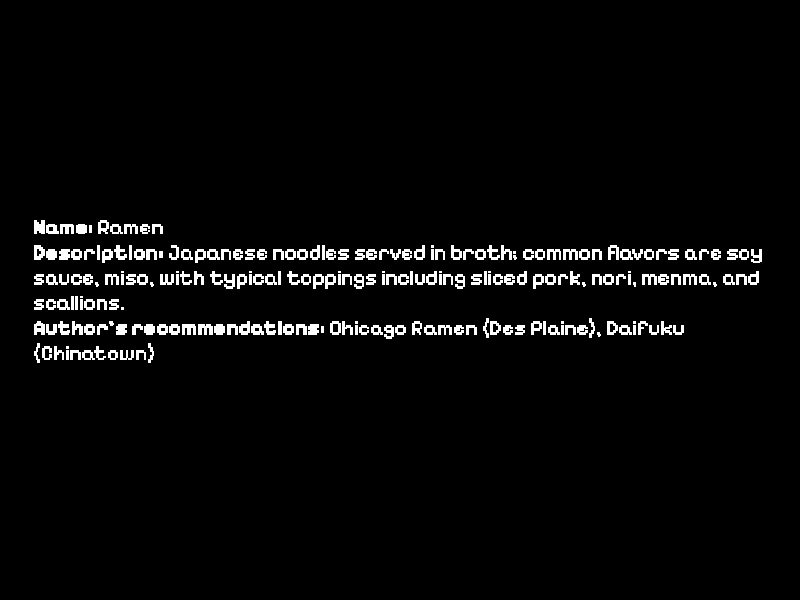 Name: Ramen
Description: Japanese noodles served in broth; common flavors are soy
sauce, miso, with typical toppings including sliced pork, nori, menma, and
scallions.
Author's recommendations: Chicago Ramen (Des Plaine), Daifuku
(Chinatown)